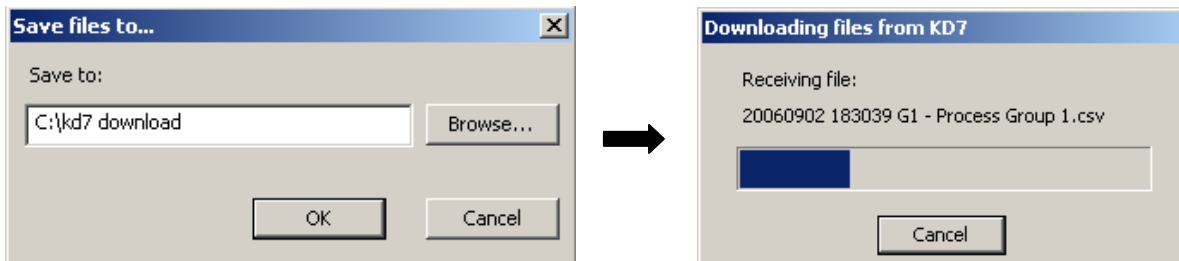 Save files to...
Save to:
C:\kd7 download
Browse...
OK
Cancel
Downloading files from KD7
Receiving file:
20060902 183039 G1 - Process Group 1.csv
Cancel